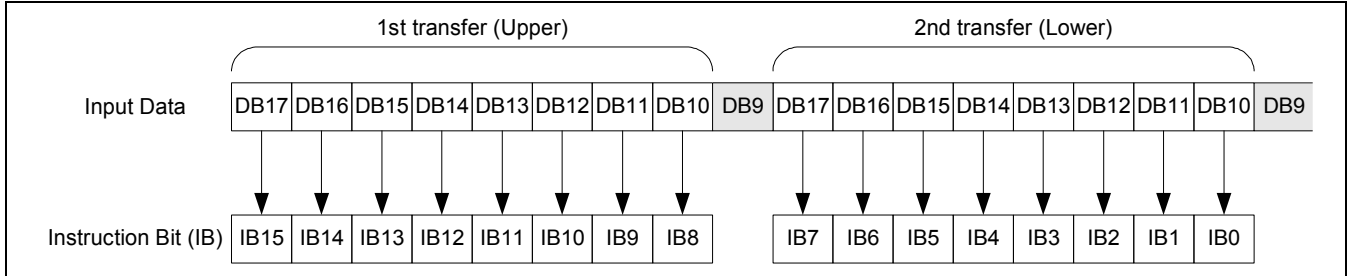 1st transfer (Upper) 2nd transfer (Lower)
Input Data DB17 DB16 DB15 DB14 DB13 DB12 DB11 DB10 DB9 DB17 DB16 DB15 DB14 DB13 DB12 DB11 DB10 DB9
Instruction Bit (IB) IB15 IB14 IB13 IB12 IB11 IB10 IB9 IB8 IB7 IB6 IB5 IB4 IB3 IB2 IB1 IB0